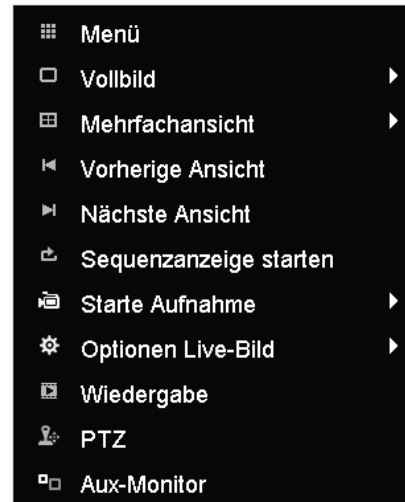 Menü
Vollbild
Mehrfachansicht
Vorherige Ansicht
Nächste Ansicht
Sequenzanzeige starten
Starte Aufnahme
Optionen Live-Bild
Wiedergabe
PTZ
Aux-Monitor